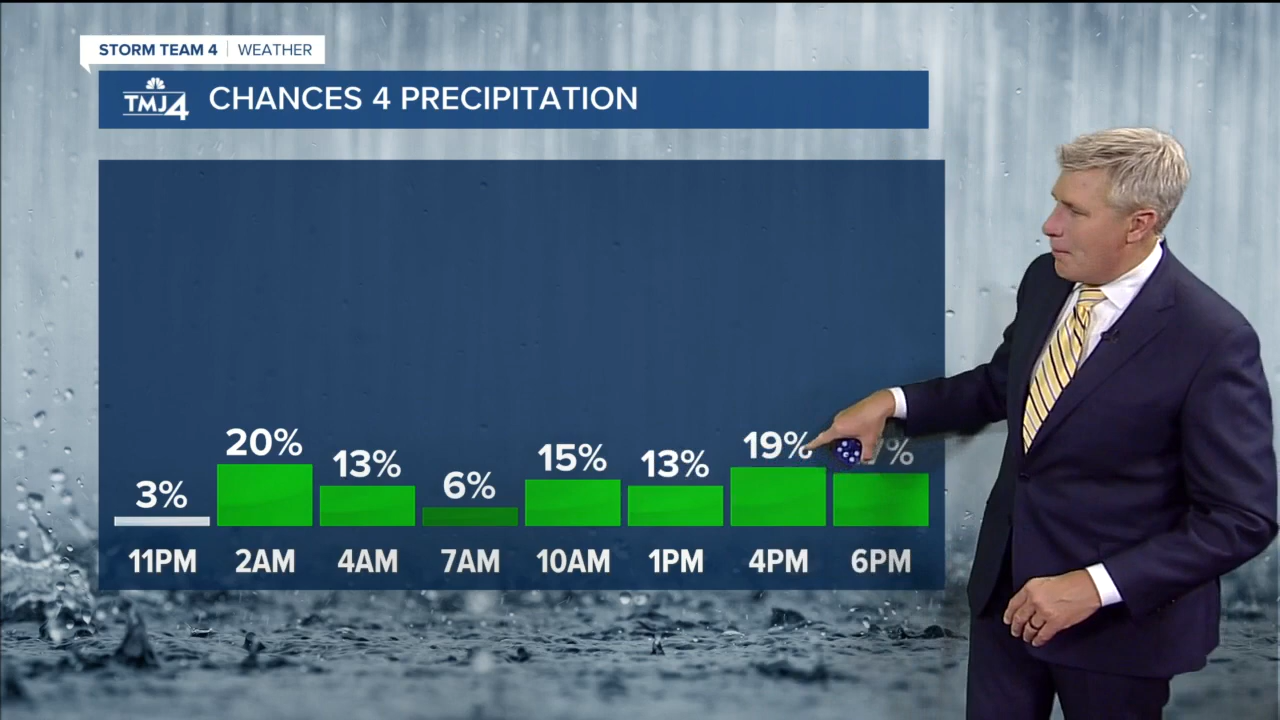 STORM TEAM 4 | WEATHER
TMJ4 CHANCES 4 PRECIPITATION
20% 19%
13% 15% 13%
3% 6%
11PM 2AM 4AM 7AM 10AM 1PM 4PM 6PM